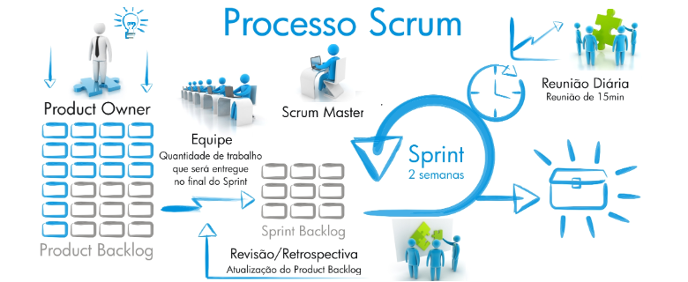 Processo Scrum
Product Owner
Product Backlog
Equipe
Quantidade de trabalho
que será entregue
no final do Sprint
Scrum Master
Sprint Backlog
Revisão/Retrospectiva
Atualização do Product Backlog
Sprint
2 semanas
Reunião Diária
Reunião de 15min